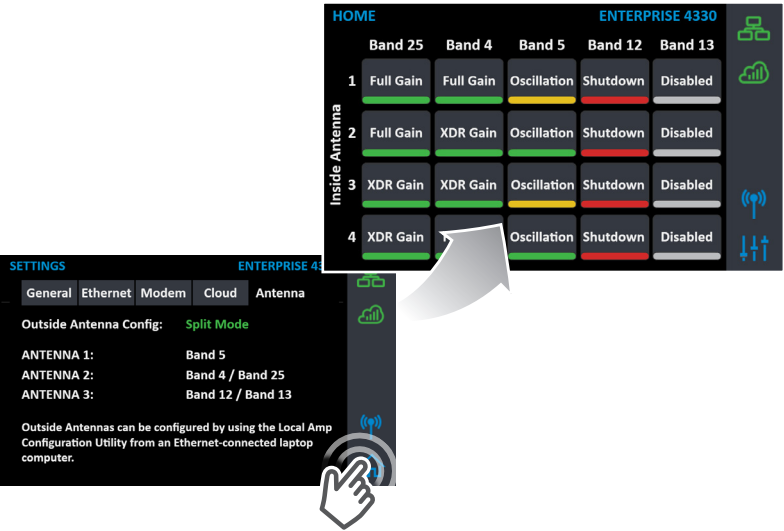 HOME ENTERPRISE 4330
Band 25 Band 4 Band 5 Band 12 Band 13
Inside Antenna
1 Full Gain Full Gain Oscillation Shutdown Disabled
2 Full Gain XDR Gain Oscillation Shutdown Disabled
3 XDR Gain XDR Gain Oscillation Shutdown Disabled
4 XDR Gain Oscillation Shutdown Disabled
SETTINGS ENTERPRISE
General Ethernet Modem Cloud Antenna
Outside Antenna Config: Split Mode
ANTENNA 1: Band 5
ANTENNA 2: Band 4 / Band 25
ANTENNA 3: Band 12 / Band 13
Outside Antennas can be configured by using the Local Amp
Configuration Utility from an Ethernet-connected laptop
computer.